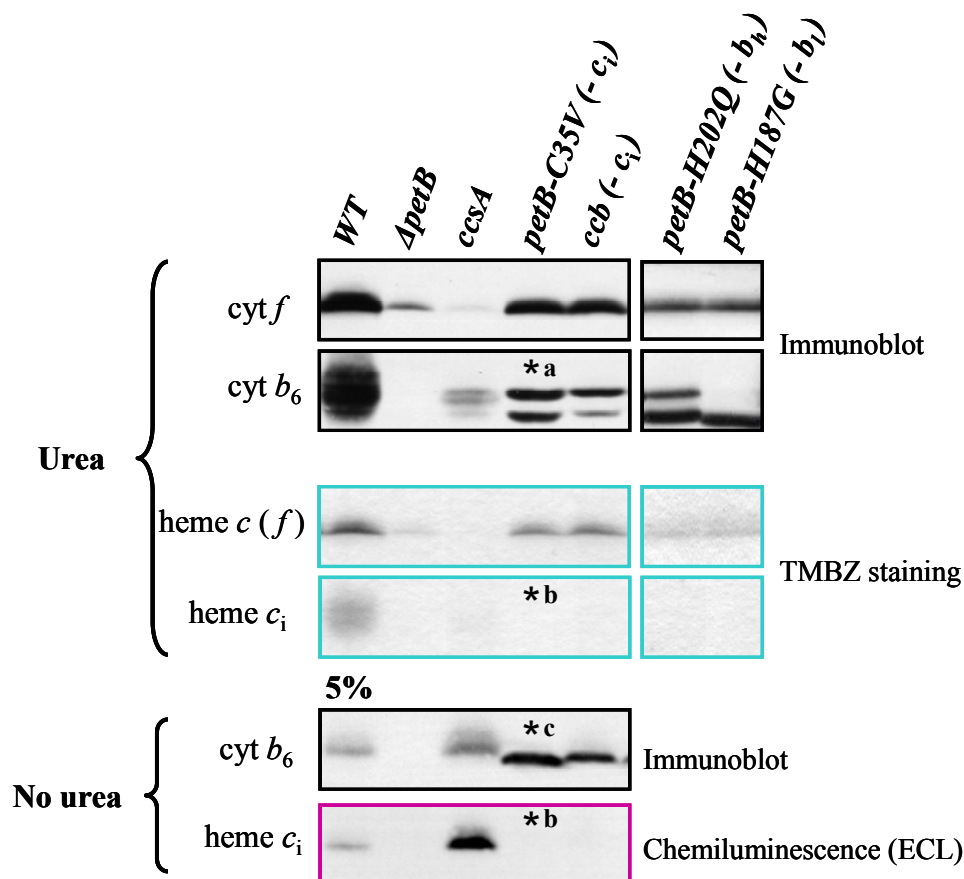 WT
ΔpetB
ccsA
petB-C35V (- ci)
ccb (- ci)
petB-H202Q (- bh)
petB-H187G (- bl)
Urea
cyt f
Immunoblot
*a
cyt b6
heme c (f)
TMBZ staining
*b
heme ci
5%
No urea
*c
cyt b6
Immunoblot
*b
heme ci
Chemiluminescence (ECL)